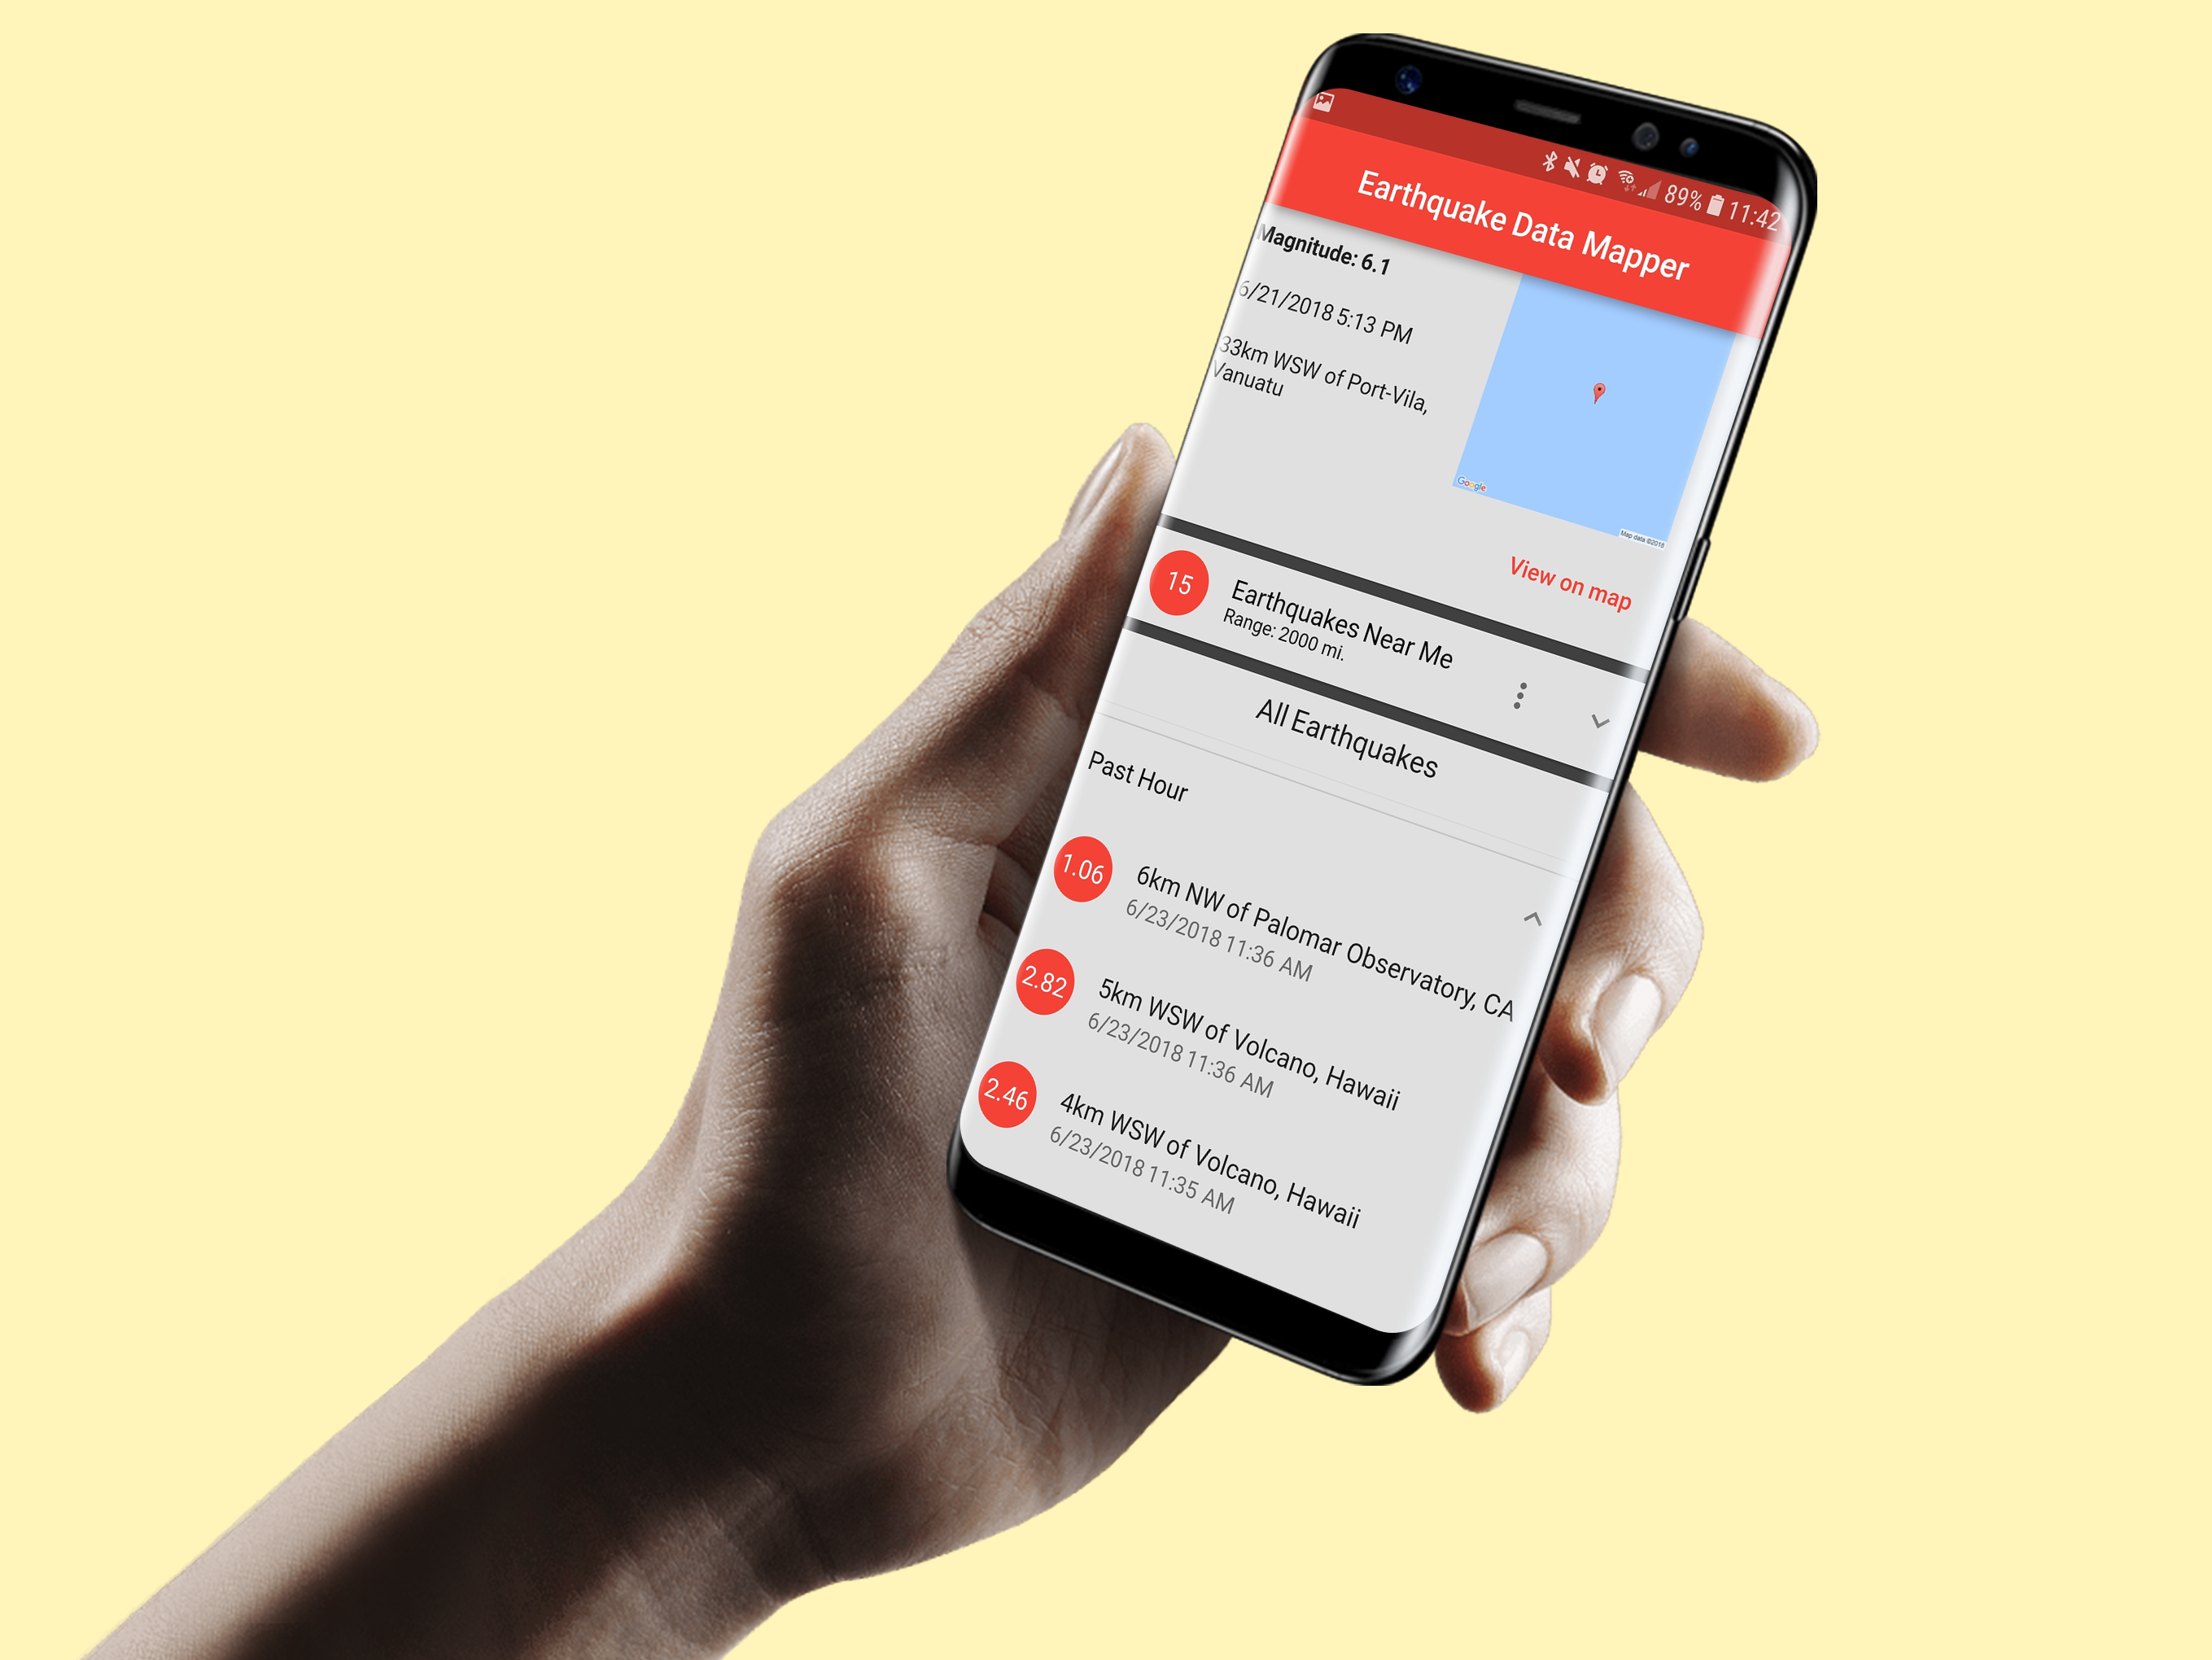 89% 11:42
Earthquake Data Mapper
Magnitude: 6.1
6/21/2018 5:13 PM
33km WSW of Port-Vila,
Vanuatu
Google
Map data ©2018
View on map
15
Earthquakes Near Me
Range: 2000 mi.
All Earthquakes
Past Hour
1.06
6km NW of Palomar Observatory, CA
6/23/2018 11:36 AM
2.82
5km WSW of Volcano, Hawaii
6/23/2018 11:36 AM
2.46
4km WSW of Volcano, Hawaii
6/23/2018 11:35 AM